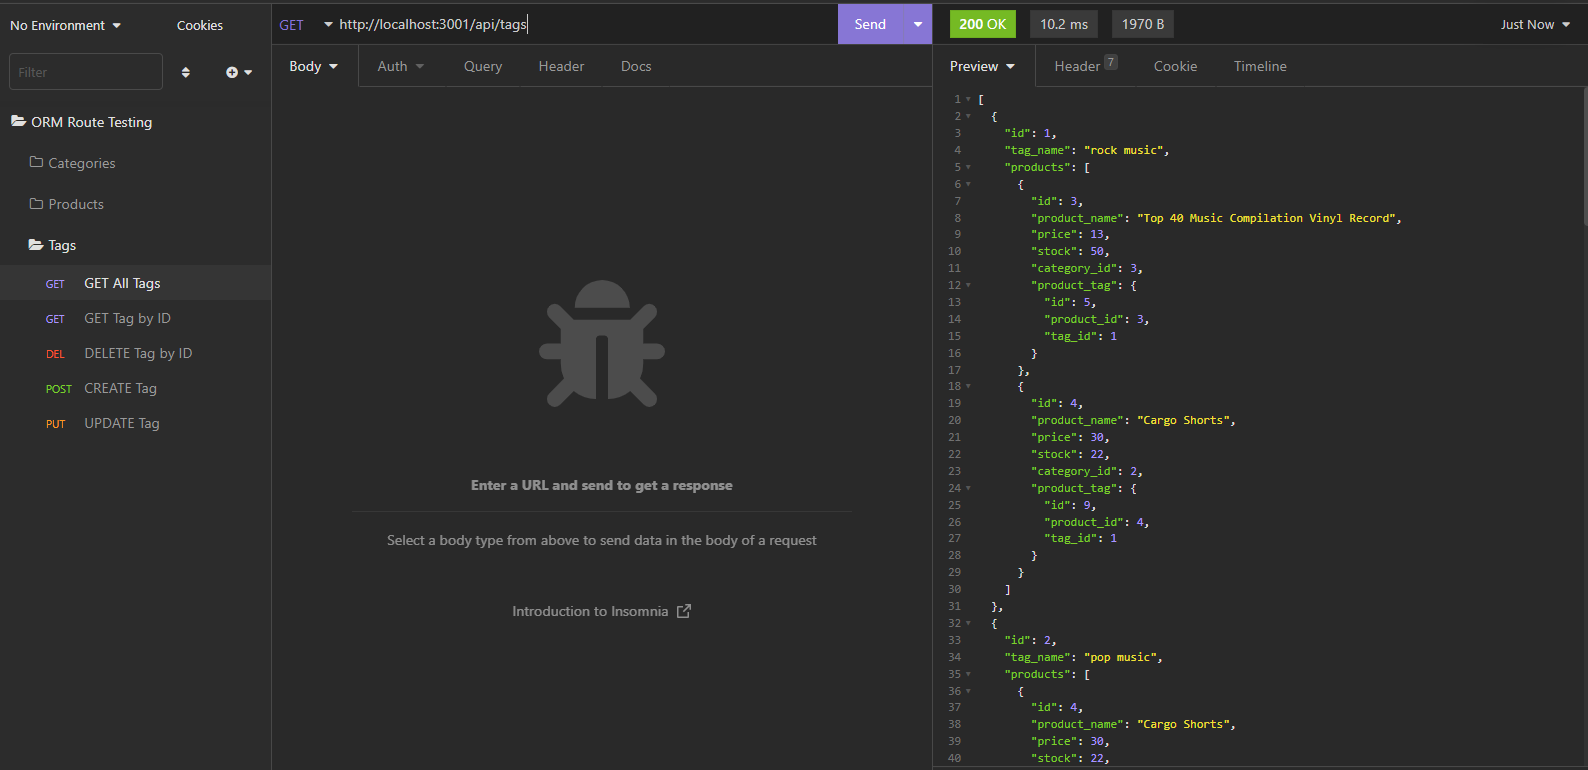 No Environment
Cookies
Filter
ORM Route Testing
Categories
Products
Tags
GET GET All Tags
GET GET Tag by ID
DEL DELETE Tag by ID
POST CREATE Tag
PUT UPDATE Tag
GET http://localhost:3001/api/tags Send
Body Auth Query Header Docs
Enter a URL and send to get a response
Select a body type from above to send data in the body of a request
Introduction to Insomnia
200 OK 10.2 ms 1970 B Just Now
Preview Header 7 Cookie Timeline
1 [
2 {
3 "id": 1,
4 "tag_name": "rock music",
5 "products": [
6 {
7 "id": 3,
8 "product_name": "Top 40 Music Compilation Vinyl Record",
9 "price": 13,
10 "stock": 50,
11 "category_id": 3,
12 "product_tag": {
13 "id": 5,
14 "product_id": 3,
15 "tag_id": 1
16 }
17 },
18 {
19 "id": 4,
20 "product_name": "Cargo Shorts",
21 "price": 30,
22 "stock": 22,
23 "category_id": 2,
24 "product_tag": {
25 "id": 9,
26 "product_id": 4,
27 "tag_id": 1
28 }
29 }
30 ]
31 },
32 {
33 "id": 2,
34 "tag_name": "pop music",
35 "products": [
36 {
37 "id": 4,
38 "product_name": "Cargo Shorts",
39 "price": 30,
40 "stock": 22,